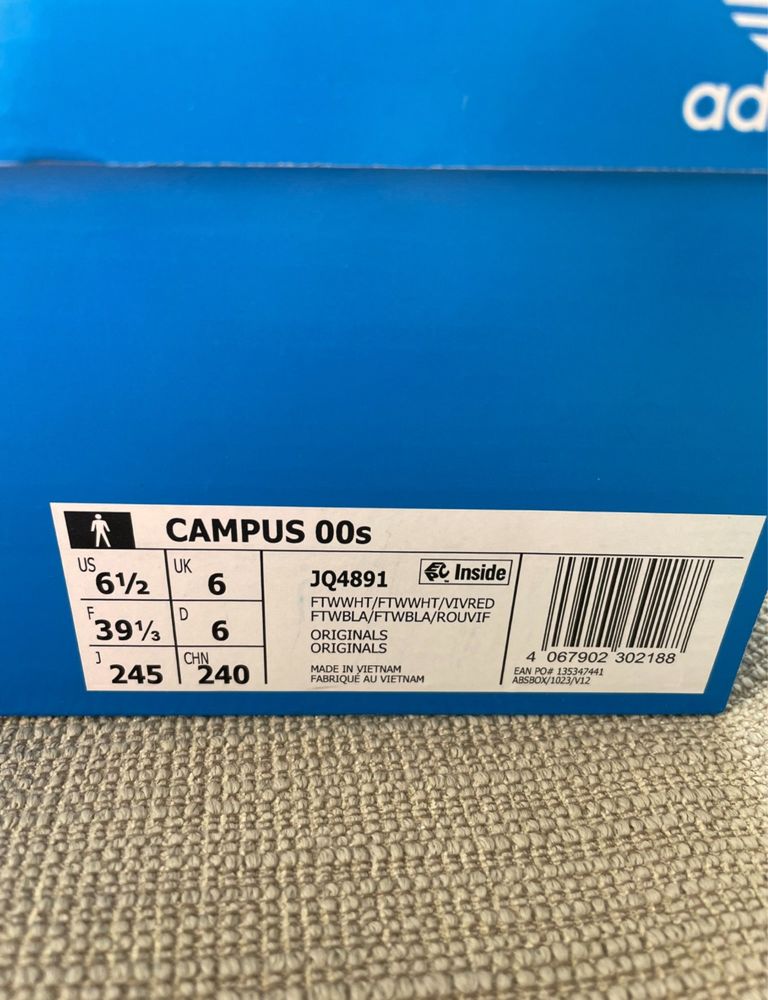 ad
CAMPUS 00s
US 6½ UK 6
F 39⅓ D 6
J 245 CHN 240
JQ4891 Inside
FTWWHT/FTWWHT/VIVRED
FTWBLA/FTWBLA/ROUVIF
ORIGINALS
ORIGINALS
MADE IN VIETNAM
FABRIQUÉ AU VIETNAM
4 067902 302188
EAN PO# 135347441
ABSBOX/1023/V12